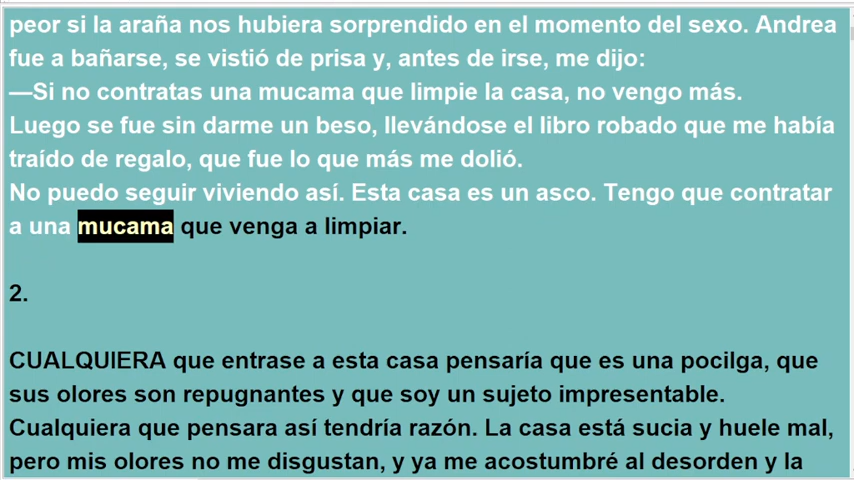 peor si la araña nos hubiera sorprendido en el momento del sexo. Andrea
fue a bañarse, se vistió de prisa y, antes de irse, me dijo:
—Si no contratas una mucama que limpie la casa, no vengo más.
Luego se fue sin darme un beso, llevándose el libro robado que me había
traído de regalo, que fue lo que más me dolió.
No puedo seguir viviendo así. Esta casa es un asco. Tengo que contratar
a una mucama que venga a limpiar.
2.
CUALQUIERA que entrase a esta casa pensaría que es una pocilga, que
sus olores son repugnantes y que soy un sujeto impresentable.
Cualquiera que pensara así tendría razón. La casa está sucia y huele mal,
pero mis olores no me disgustan, y ya me acostumbré al desorden y la